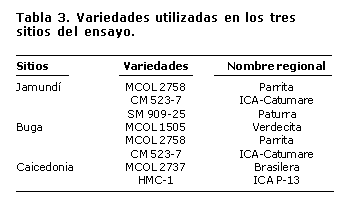 Tabla 3. Variedades utilizadas en los tres
sitios del ensayo.
Sitios Variedades Nombre regional
Jamundí MCOL 2758 Parrita
CM 523-7 ICA-Catumare
SM 909-25 Paturra
Buga MCOL 1505 Verdecita
MCOL 2758 Parrita
CM 523-7 ICA-Catumare
Caicedonia MCOL 2737 Brasilera
HMC-1 ICA P-13